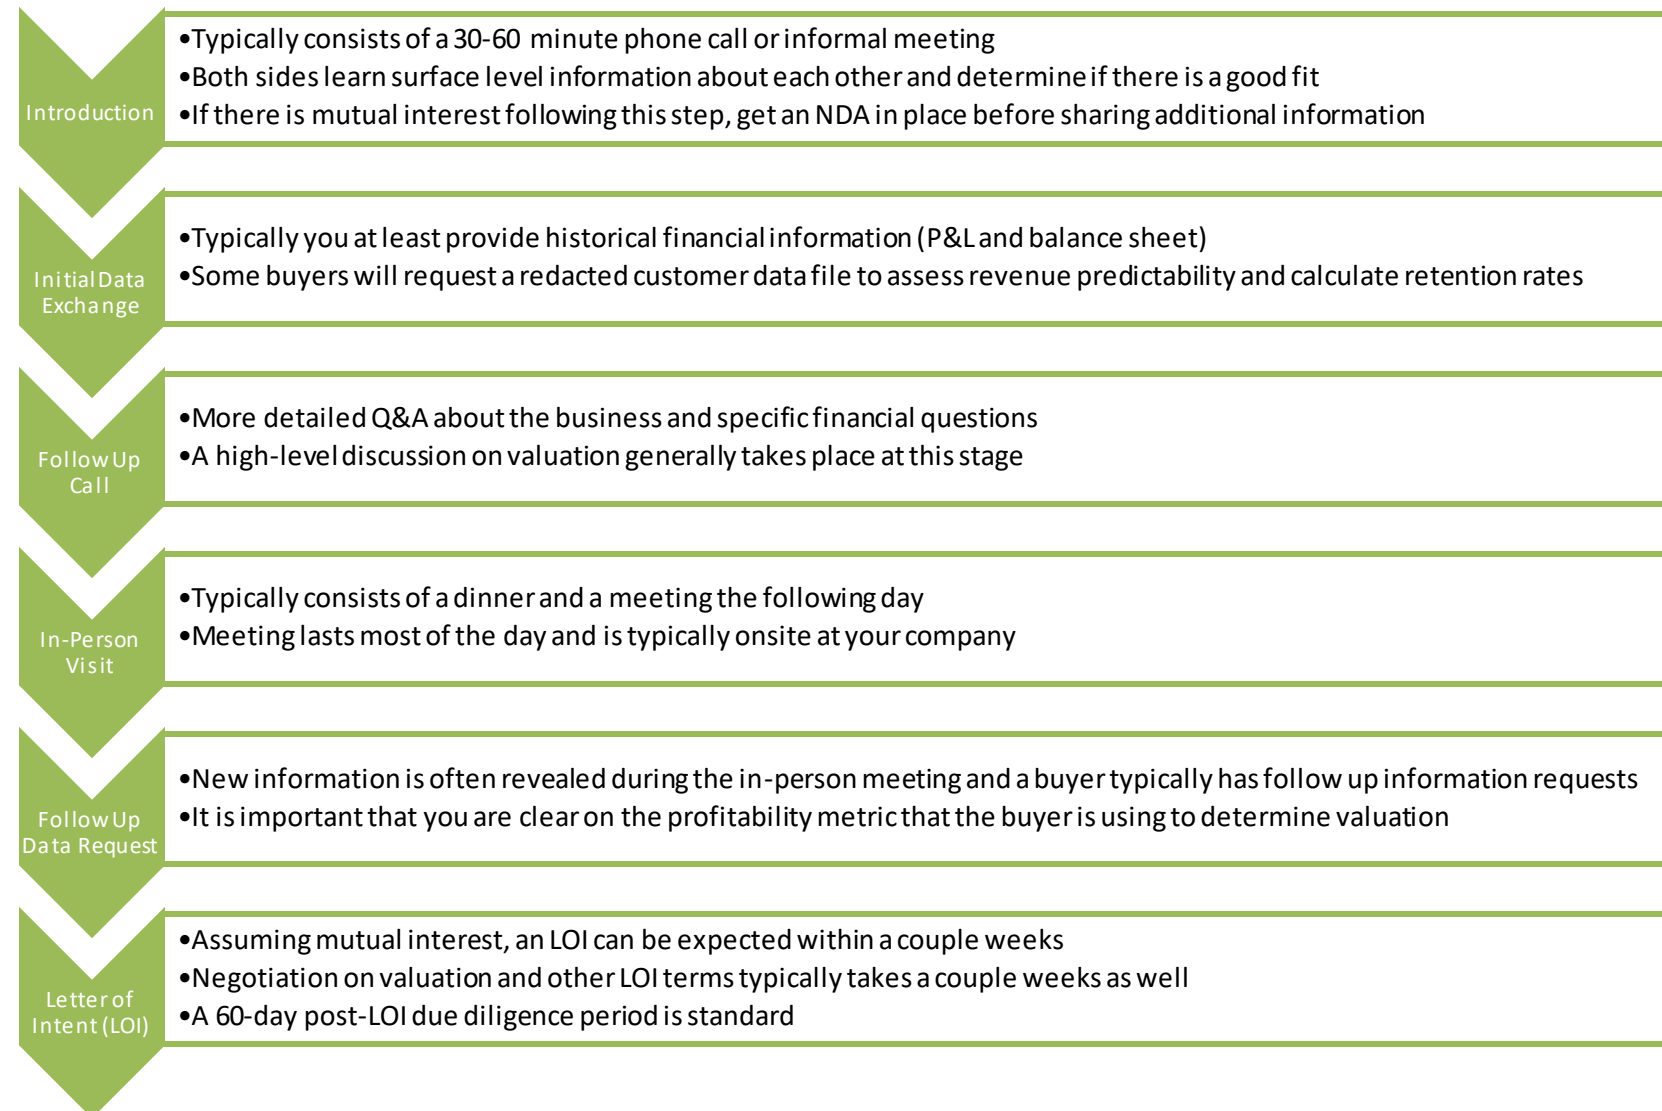 Introduction
•Typically consists of a 30-60 minute phone call or informal meeting
•Both sides learn surface level information about each other and determine if there is a good fit
•If there is mutual interest following this step, get an NDA in place before sharing additional information
Initial Data
Exchange
•Typically you at least provide historical financial information (P&L and balance sheet)
•Some buyers will request a redacted customer data file to assess revenue predictability and calculate retention rates
Follow Up
Call
•More detailed Q&A about the business and specific financial questions
•A high-level discussion on valuation generally takes place at this stage
In-Person
Visit
•Typically consists of a dinner and a meeting the following day
•Meeting lasts most of the day and is typically onsite at your company
Follow Up
Data Request
•New information is often revealed during the in-person meeting and a buyer typically has follow up information requests
•It is important that you are clear on the profitability metric that the buyer is using to determine valuation
Letter of
Intent (LOI)
•Assuming mutual interest, an LOI can be expected within a couple weeks
•Negotiation on valuation and other LOI terms typically takes a couple weeks as well
•A 60-day post-LOI due diligence period is standard